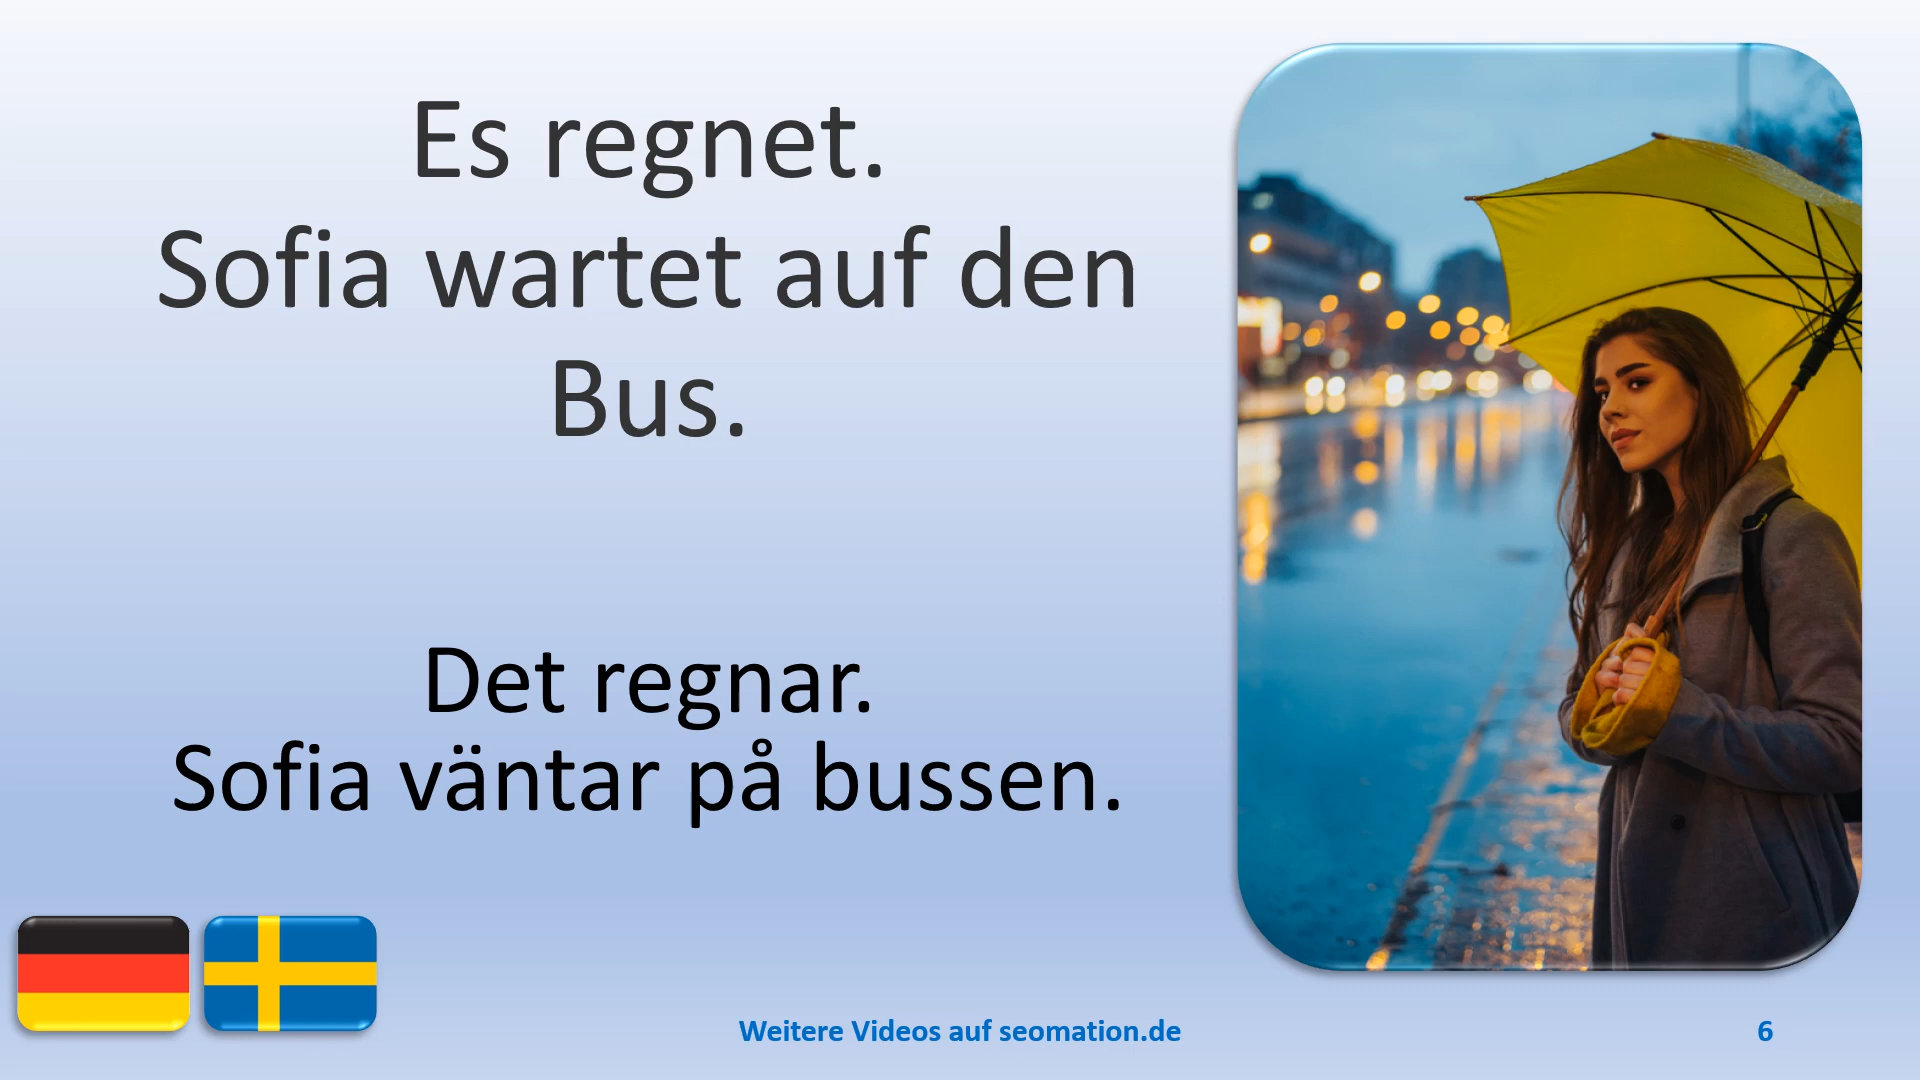 Es regnet.
Sofia wartet auf den
Bus.
Det regnar.
Sofia väntar på bussen.
Weitere Videos auf seomation.de
6